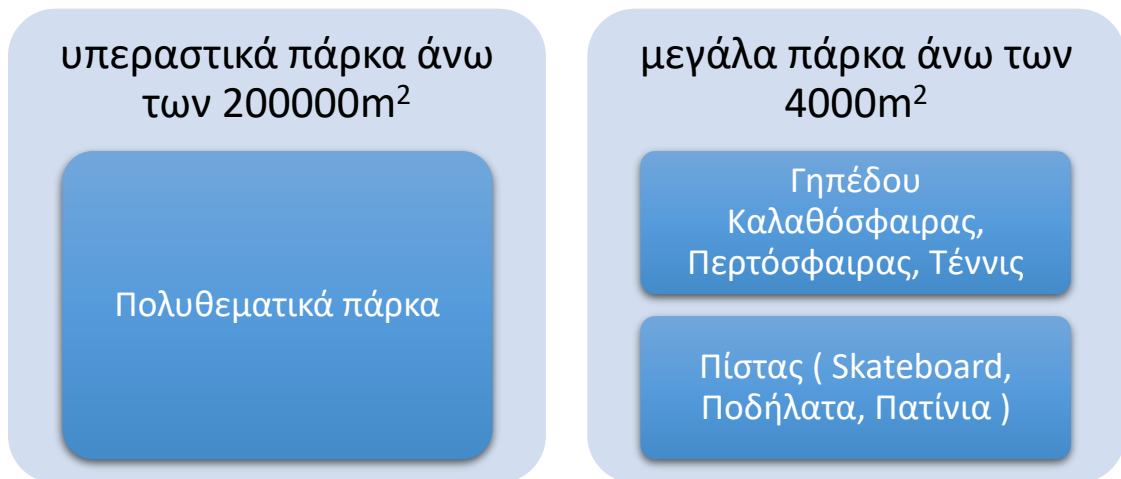 υπεραστικά πάρκα άνω
των 200000m²
Πολυθεματικά πάρκα
μεγάλα πάρκα άνω των
4000m²
Γηπέδου
Καλαθόσφαιρας,
Περτόσφαιρας, Τέννις
Πίστας ( Skateboard,
Ποδήλατα, Πατίνια )